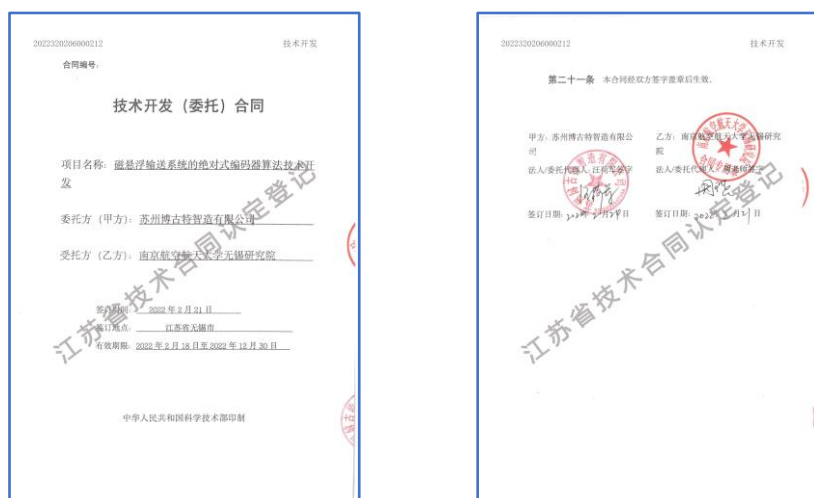 2022320206000212 技术开发
合同编号:
技术开发（委托）合同
项目名称: 磁悬浮输送系统的绝对式编码器算法技术开
发
委托方（甲方）: 苏州博古特智造有限公司
受托方（乙方）: 南京航空航天大学无锡研究院
签订时间: 2022 年 2 月 21 日
签订地点: 江苏省无锡市
有效期限: 2022 年 2 月 18 日至 2022 年 12 月 30 日
中华人民共和国科学技术部印制
江苏省技术合同认定登记
2022320206000212 技术开发
第二十一条 本合同经双方签字盖章后生效。
甲方: 苏州博古特智造有限公
司
法人/委托代理人:
签订日期:
乙方: 南京航空航天大学无锡研究
院
法人/委托代理人:
签订日期:
江苏省技术合同认定登记